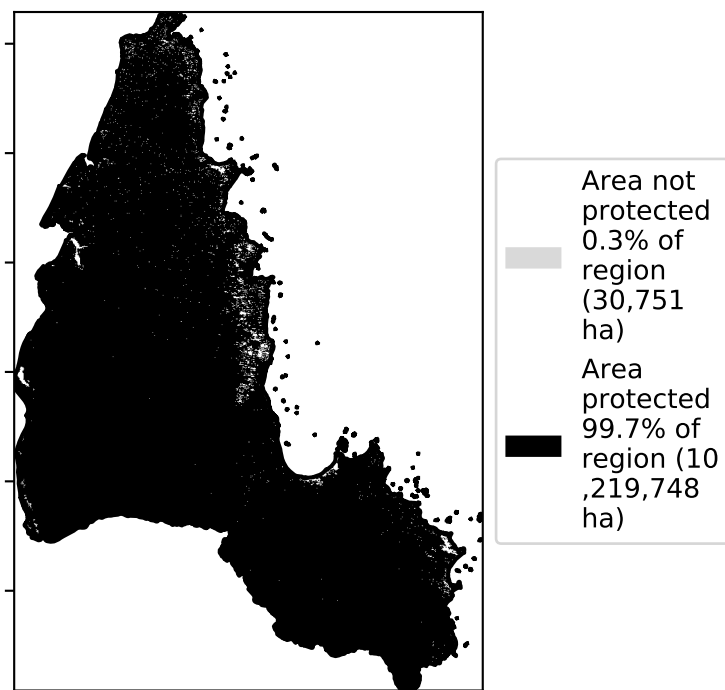 Area not
protected
0.3% of
region
(30,751
ha)
Area
protected
99.7% of
region (10
,219,748
ha)